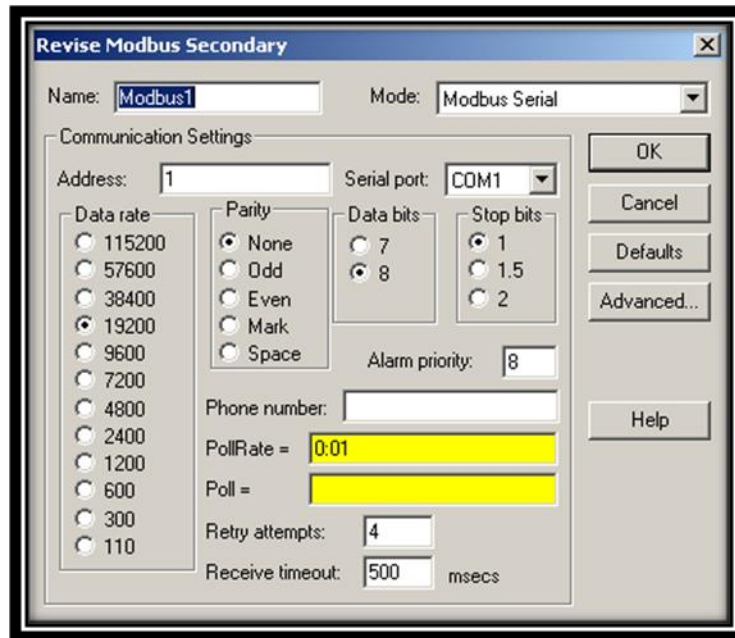 Revise Modbus Secondary
Name: Modbus1 Mode: Modbus Serial
Communication Settings
OK
Address: 1 Serial port: COM1
Cancel
Data rate
115200
57600
38400
19200
9600
7200
4800
2400
1200
600
300
110
Parity
None
Odd
Even
Mark
Space
Data bits
7
8
Stop bits
1
1.5
2
Defaults
Advanced...
Alarm priority: 8
Phone number:
Help
PollRate = 0:01
Poll =
Retry attempts: 4
Receive timeout: 500 msecs